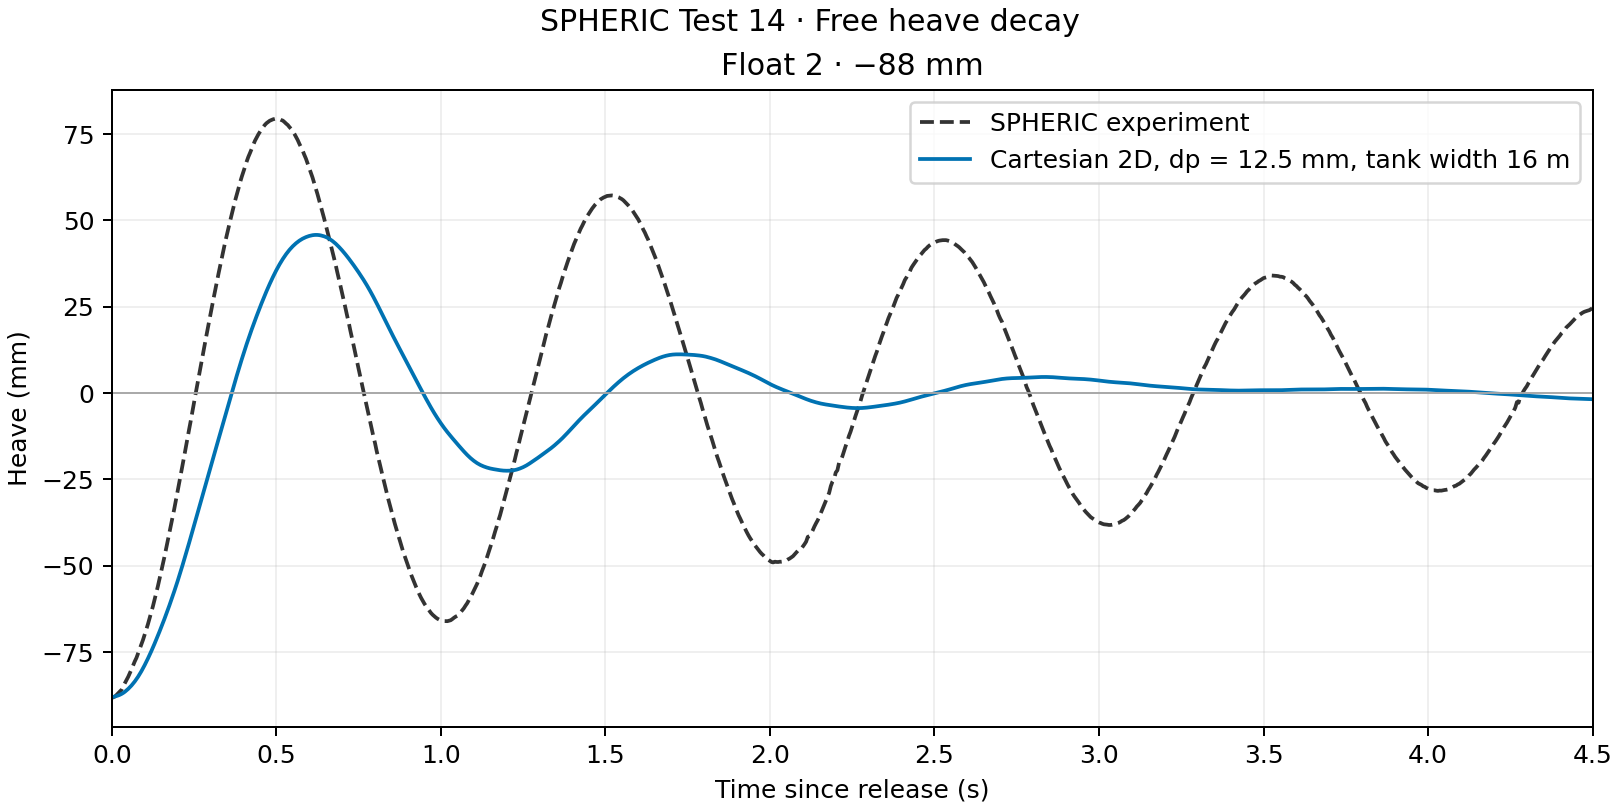 SPHERIC Test 14 · Free heave decay
Float 2 · −88 mm
SPHERIC experiment
Cartesian 2D, dp = 12.5 mm, tank width 16 m
Heave (mm)
75
50
25
0
−25
−50
−75
0.0 0.5 1.0 1.5 2.0 2.5 3.0 3.5 4.0 4.5
Time since release (s)